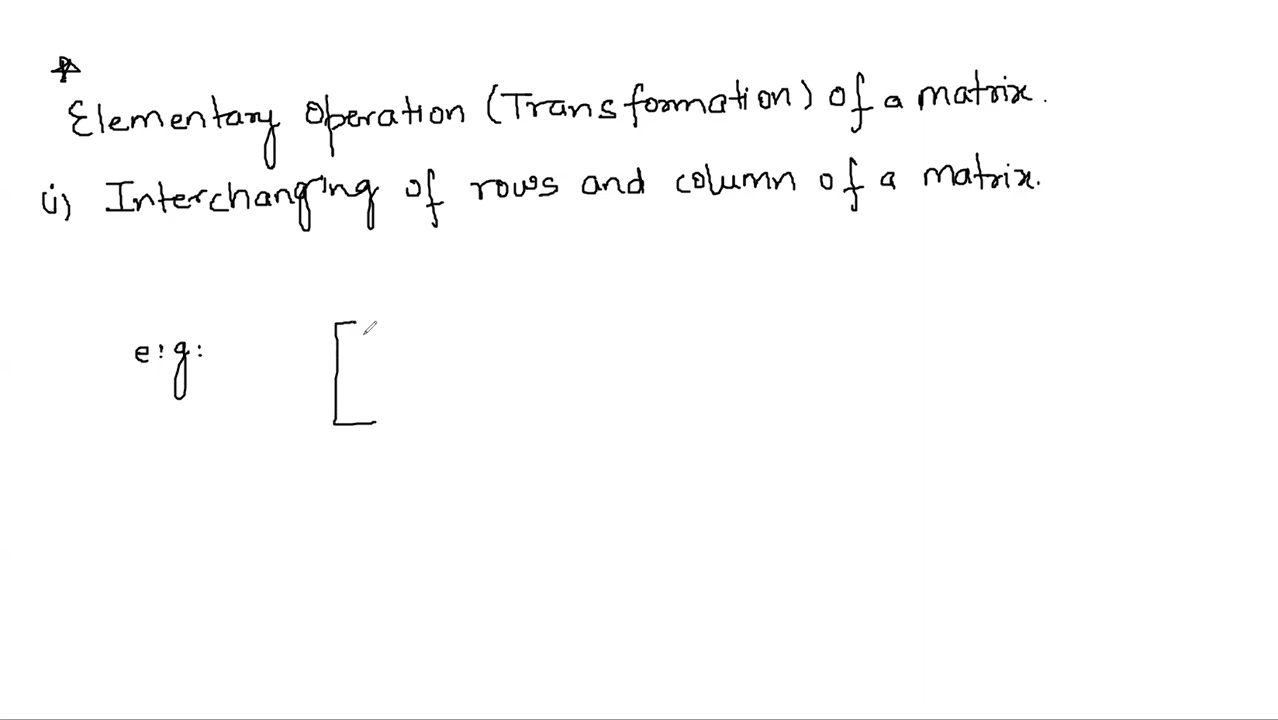 Elementary Operation (Transformation) of a matrix.
i) Interchanging of rows and column of a matrix.
e:g: